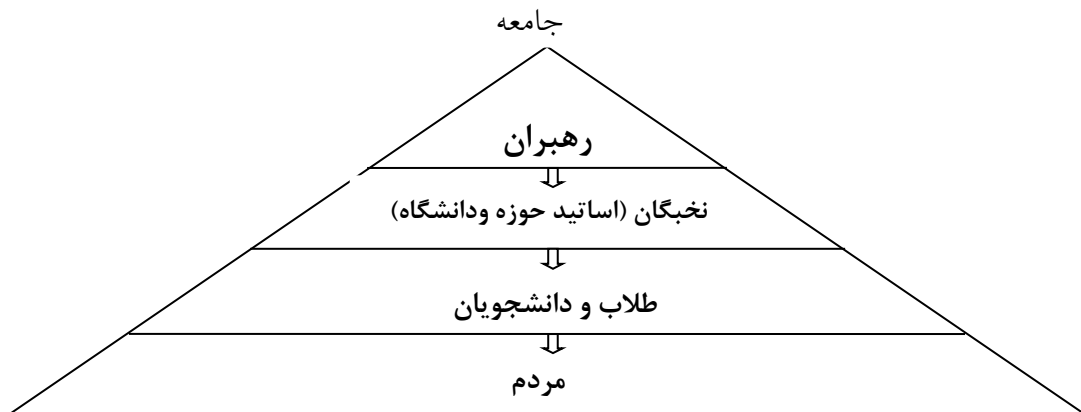 جامعه
رهبران
نخبگان (اساتید حوزه ودانشگاه)
طلاب و دانشجویان
مردم